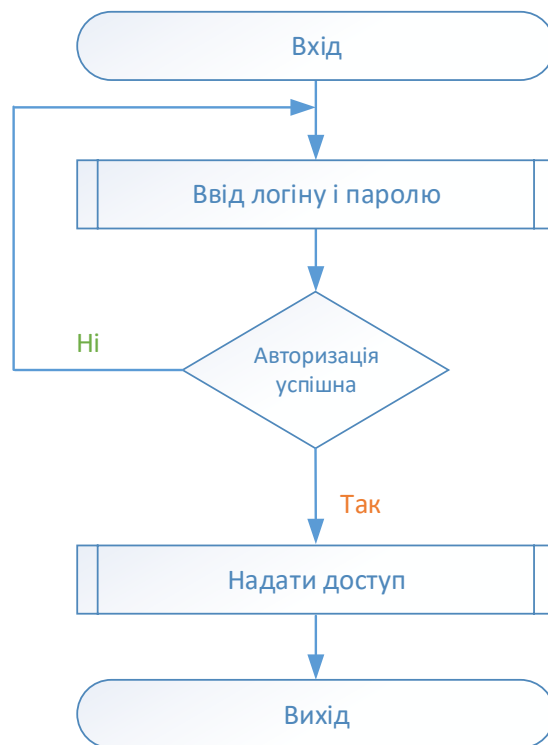 Вхід
Ввід логіну і паролю
Авторизація
успішна
Ні
Так
Надати доступ
Вихід